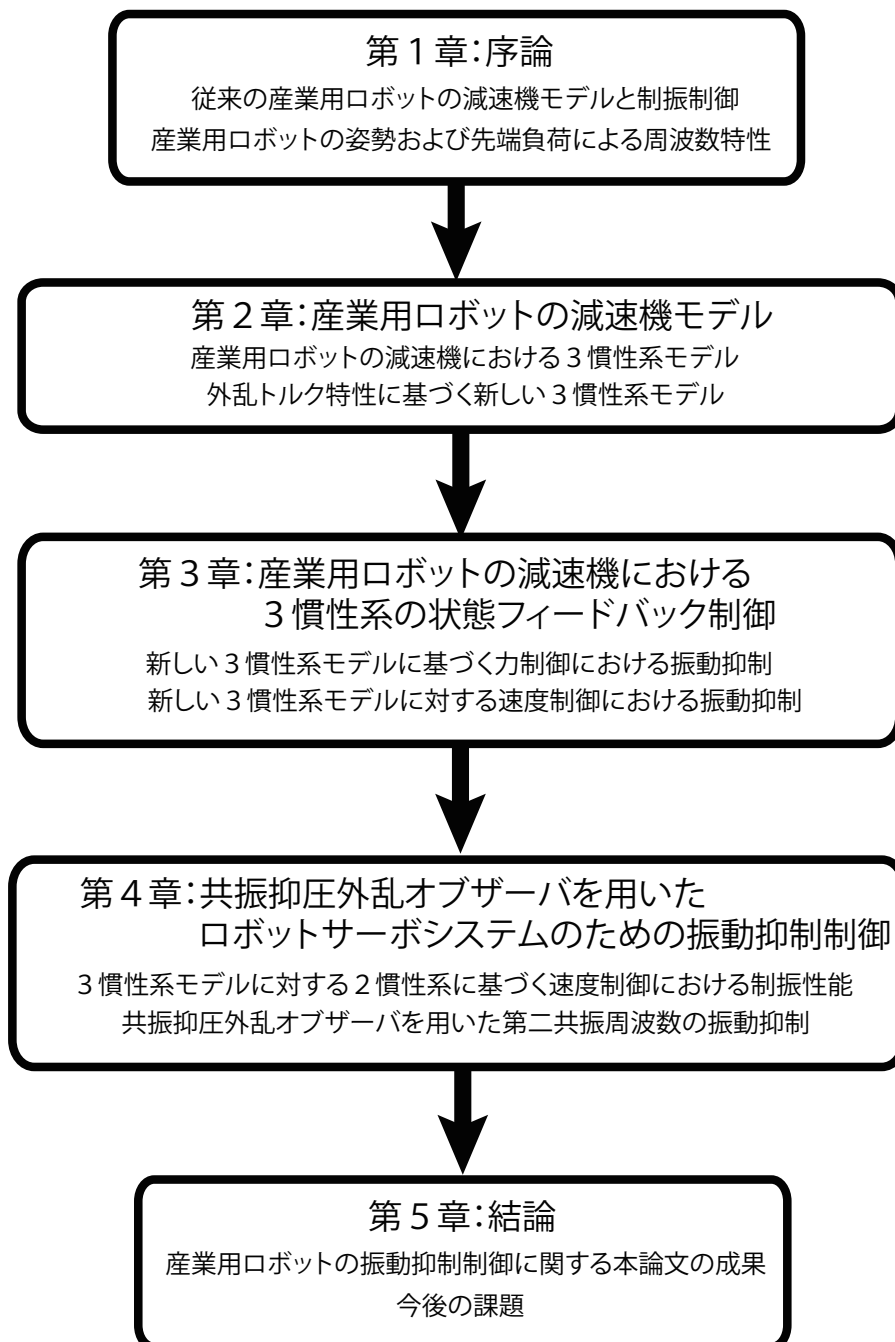 第１章：序論
従来の産業用ロボットの減速機モデルと制振制御
産業用ロボットの姿勢および先端負荷による周波数特性
第２章：産業用ロボットの減速機モデル
産業用ロボットの減速機における３慣性系モデル
外乱トルク特性に基づく新しい３慣性系モデル
第３章：産業用ロボットの減速機における
３慣性系の状態フィードバック制御
新しい３慣性系モデルに基づく力制御における振動抑制
新しい３慣性系モデルに対する速度制御における振動抑制
第４章：共振抑圧外乱オブザーバを用いた
ロボットサーボシステムのための振動抑制制御
３慣性系モデルに対する２慣性系に基づく速度制御における制振性能
共振抑圧外乱オブザーバを用いた第二共振周波数の振動抑制
第５章：結論
産業用ロボットの振動抑制制御に関する本論文の成果
今後の課題